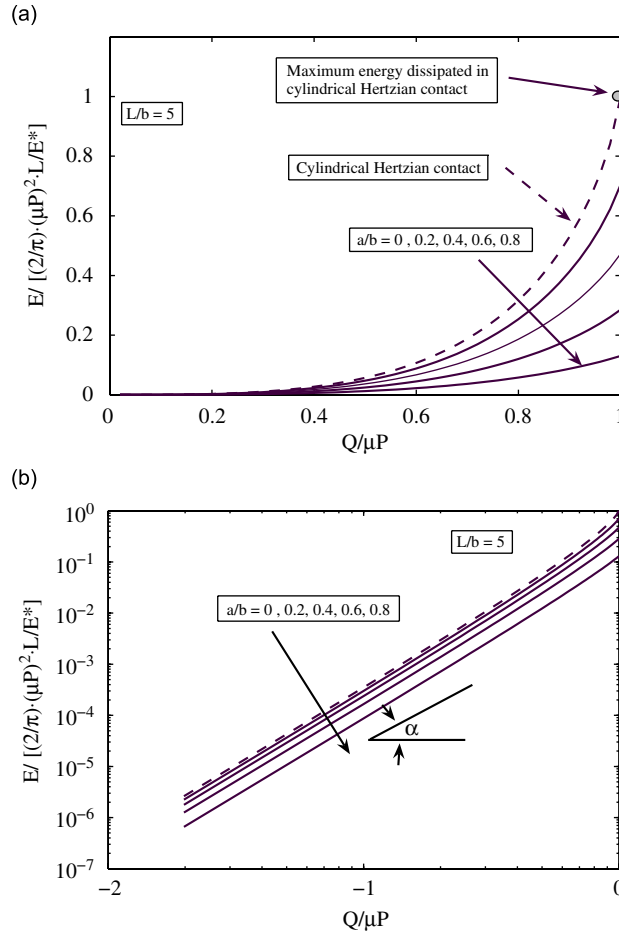 (a)
Maximum energy dissipated in
cylindrical Hertzian contact
1
L/b = 5
0.8
Cylindrical Hertzian contact
0.6
a/b = 0 , 0.2, 0.4, 0.6, 0.8
0.4
0.2
0
E/ [(2/π)·(μP)²·L/E*]
0 0.2 0.4 0.6 0.8 1
Q/μP
(b)
10⁰
L/b = 5
10⁻¹
a/b = 0 , 0.2, 0.4, 0.6, 0.8
10⁻²
10⁻³
10⁻⁴
α
10⁻⁵
10⁻⁶
10⁻⁷
E/ [(2/π)·(μP)²·L/E*]
−2 −1 0
Q/μP